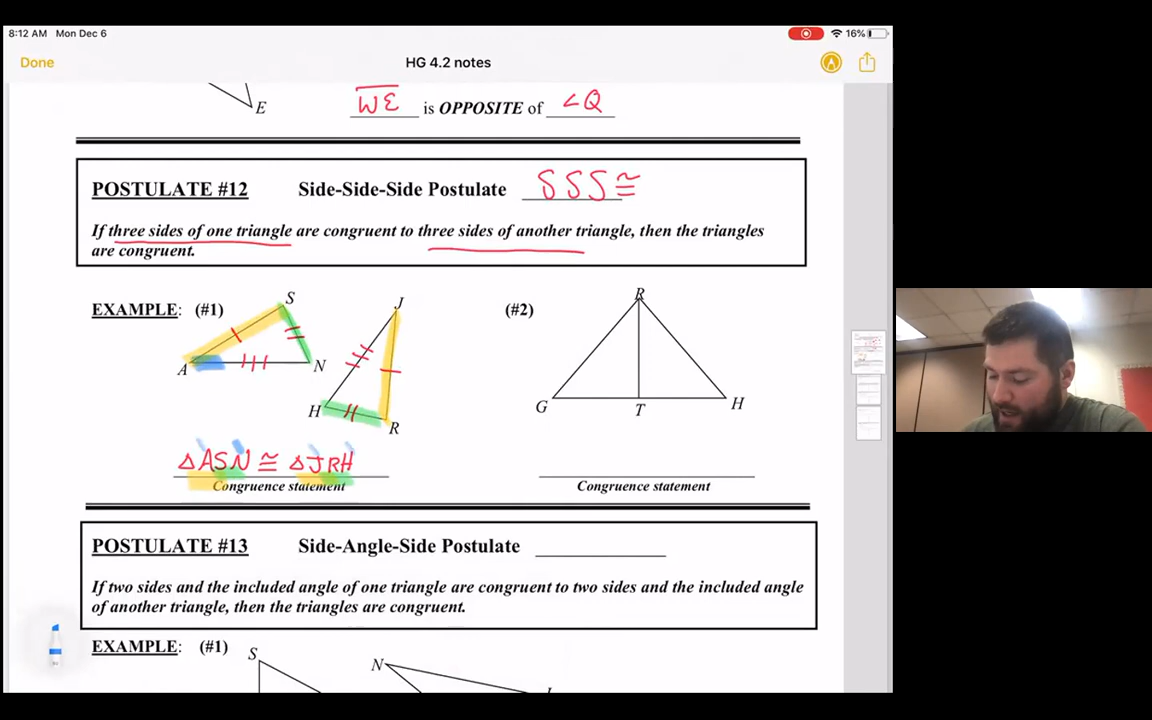 8:12 AM Mon Dec 6
16%
Done
HG 4.2 notes
E
WE is OPPOSITE of ∠Q
POSTULATE #12 Side-Side-Side Postulate SSS≅
If three sides of one triangle are congruent to three sides of another triangle, then the triangles
are congruent.
EXAMPLE: (#1)
S
J
A
N
H
R
(#2)
R
G
T
H
△ASN ≅ △JRH
Congruence statement
Congruence statement
POSTULATE #13 Side-Angle-Side Postulate
If two sides and the included angle of one triangle are congruent to two sides and the included angle
of another triangle, then the triangles are congruent.
EXAMPLE: (#1)
S
N